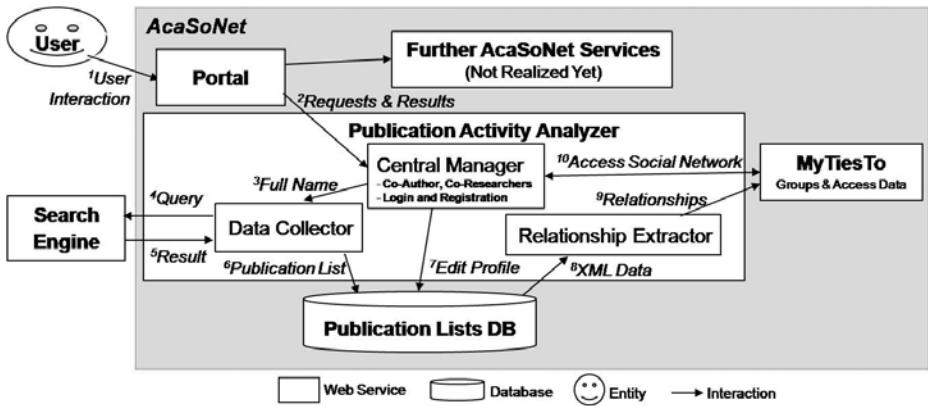 AcaSoNet
User
Portal
Further AcaSoNet Services
(Not Realized Yet)
1User
Interaction
2Requests & Results
Publication Activity Analyzer
Central Manager
- Co-Author, Co-Researchers
- Login and Registration
10Access Social Network
MyTiesTo
Groups & Access Data
3Full Name
4Query
9Relationships
Search
Engine
Data Collector
Relationship Extractor
5Result
6Publication List
7Edit Profile
8XML Data
Publication Lists DB
Web Service
Database
Entity
Interaction